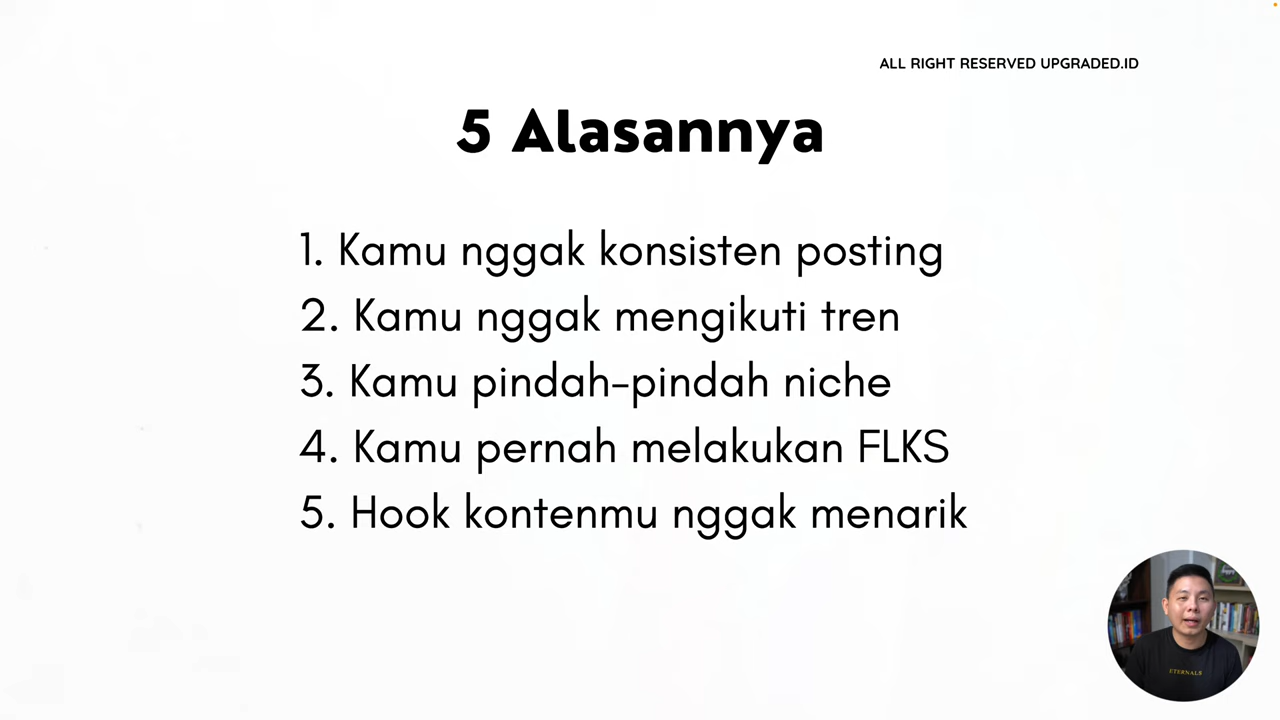 ALL RIGHT RESERVED UPGRADED.ID
5 Alasannya
1. Kamu nggak konsisten posting
2. Kamu nggak mengikuti tren
3. Kamu pindah-pindah niche
4. Kamu pernah melakukan FLKS
5. Hook kontenmu nggak menarik
ETERNALS